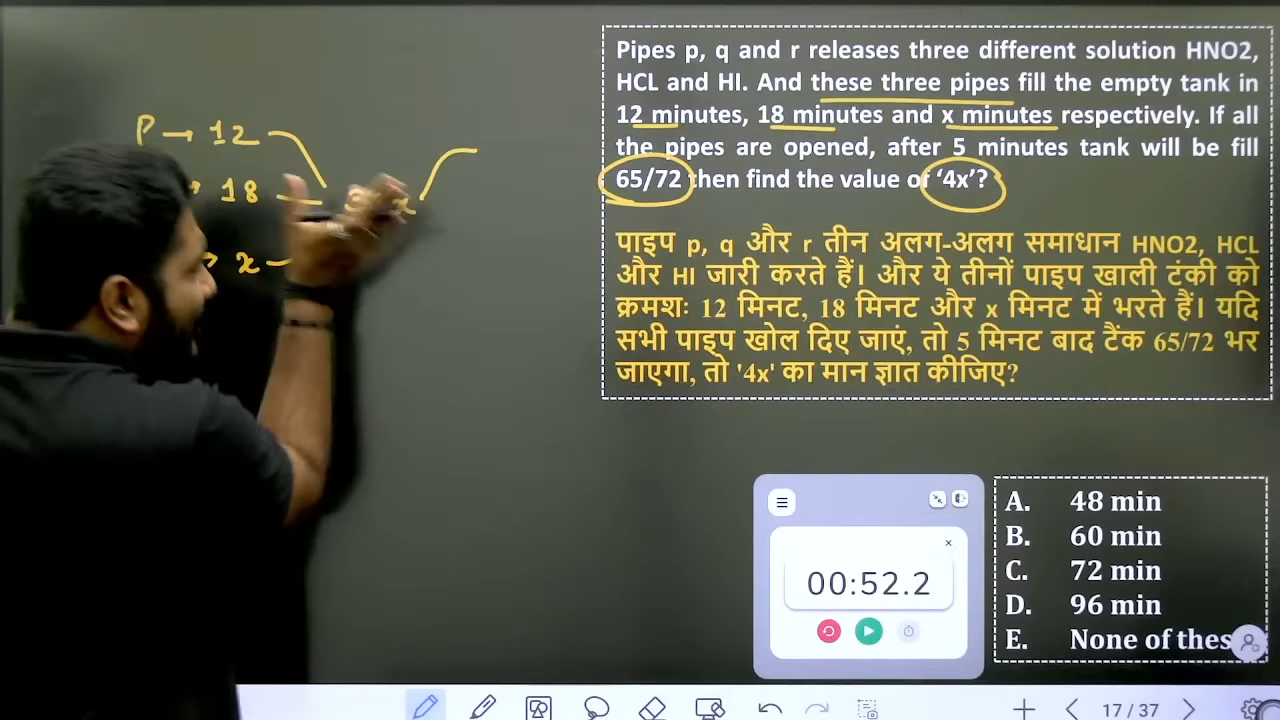 Pipes p, q and r releases three different solution HNO2,
HCL and HI. And these three pipes fill the empty tank in
12 minutes, 18 minutes and x minutes respectively. If all
the pipes are opened, after 5 minutes tank will be fill
65/72 then find the value of ‘4x’?
पाइप p, q और r तीन अलग-अलग समाधान HNO2, HCL
और HI जारी करते हैं। और ये तीनों पाइप खाली टंकी को
क्रमशः 12 मिनट, 18 मिनट और x मिनट में भरते हैं। यदि
सभी पाइप खोल दिए जाएं, तो 5 मिनट बाद टैंक 65/72 भर
जाएगा, तो '4x' का मान ज्ञात कीजिए?
P → 12
18
x
x
00:52.2
A. 48 min
B. 60 min
C. 72 min
D. 96 min
E. None of thes
17 / 37